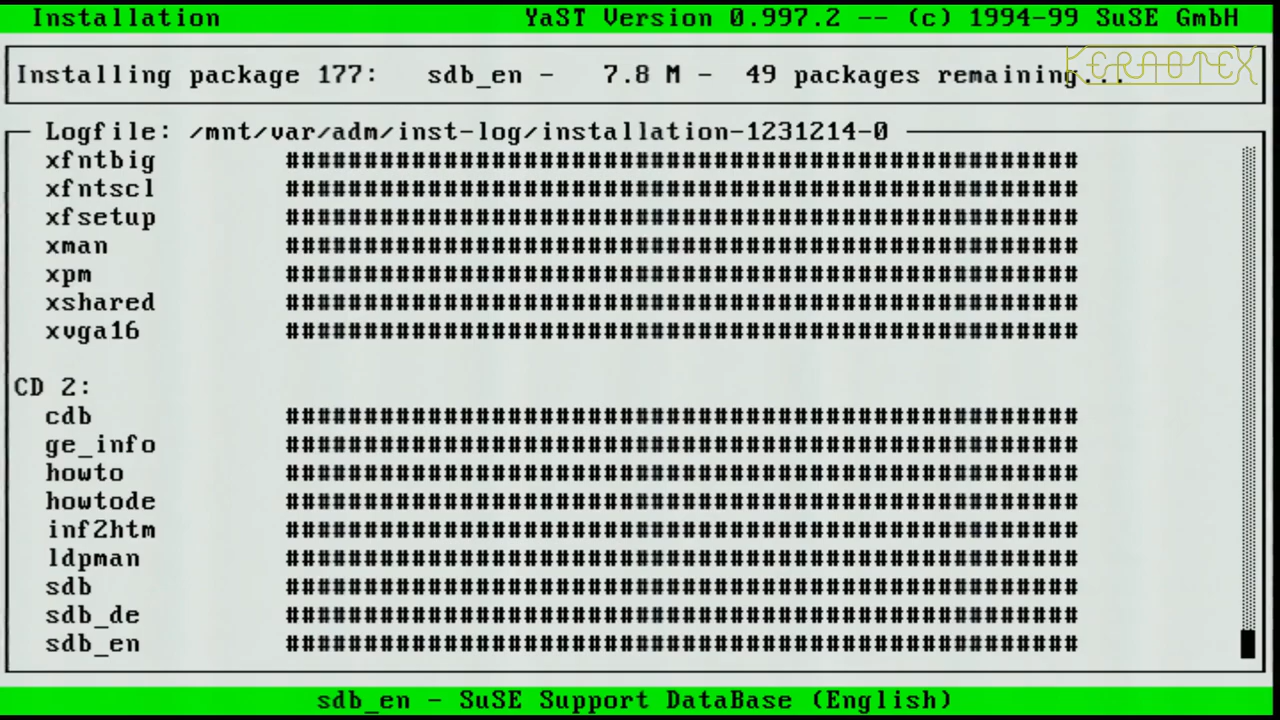 Installation YaST Version 0.997.2 -- (c) 1994-99 SuSE GmbH
KERNOTEX
Installing package 177: sdb_en - 7.8 M - 49 packages remaining...
Logfile: /mnt/var/adm/inst-log/installation-1231214-0
xfntbig ##################################################
xfntscl ##################################################
xfsetup ##################################################
xman ##################################################
xpm ##################################################
xshared ##################################################
xvga16 ##################################################
CD 2:
cdb ##################################################
ge_info ##################################################
howto ##################################################
howtode ##################################################
inf2htm ##################################################
ldpman ##################################################
sdb ##################################################
sdb_de ##################################################
sdb_en ##################################################
sdb_en - SuSE Support DataBase (English)